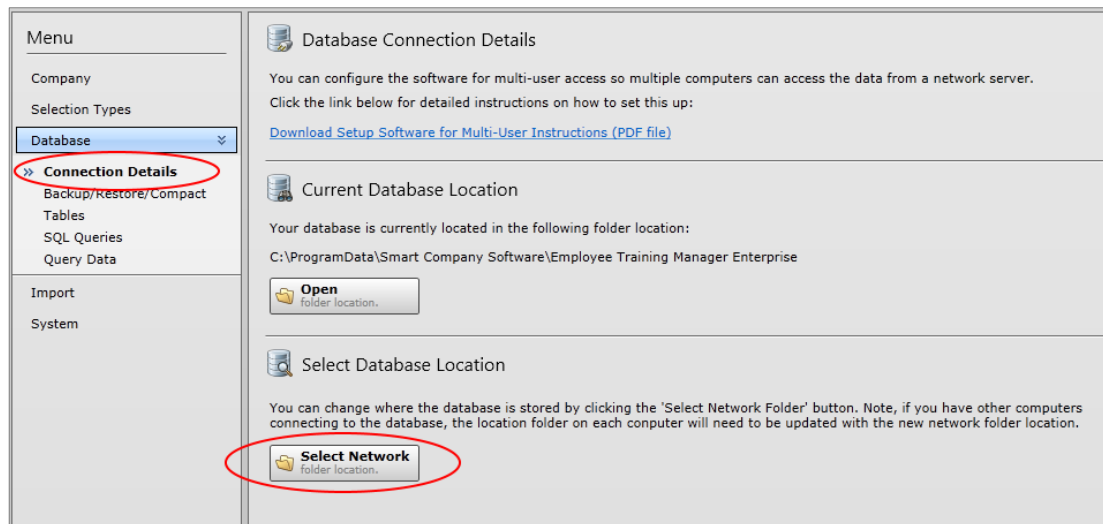 Menu
Company
Selection Types
Database
Connection Details
Backup/Restore/Compact
Tables
SQL Queries
Query Data
Import
System
Database Connection Details
You can configure the software for multi-user access so multiple computers can access the data from a network server.
Click the link below for detailed instructions on how to set this up:
Download Setup Software for Multi-User Instructions (PDF file)
Current Database Location
Your database is currently located in the following folder location:
C:\ProgramData\Smart Company Software\Employee Training Manager Enterprise
Open
folder location.
Select Database Location
You can change where the database is stored by clicking the 'Select Network Folder' button. Note, if you have other computers
connecting to the database, the location folder on each conputer will need to be updated with the new network folder location.
Select Network
folder location.